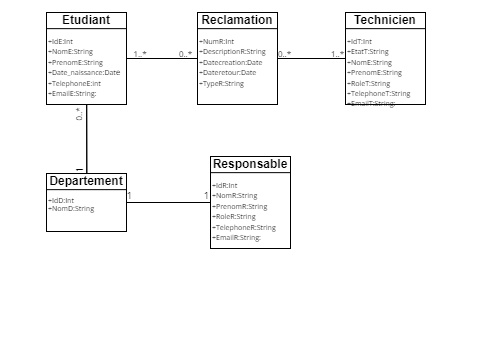 Etudiant
+IdE:Int
+NomE:String
+PrenomE:String
+Date_naissance:Date
+TelephoneE:Int
+EmailE:String;
1..*
0..*
Reclamation
+NumR:Int
+DescriptionR:String
+Datecreation:Date
+Dateretour:Date
+TypeR:String
0..*
1..*
Technicien
+IdT:Int
+EtatT:String
+NomE:String
+PrenomE:String
+RoleT:String
+TelephoneT:String
+EmailT:String;
0..*
1
Departement
+IdD:Int
+NomD:String
1
1
Responsable
+IdR:Int
+NomR:String
+PrenomR:String
+RoleR:String
+TelephoneR:String
+EmailR:String;